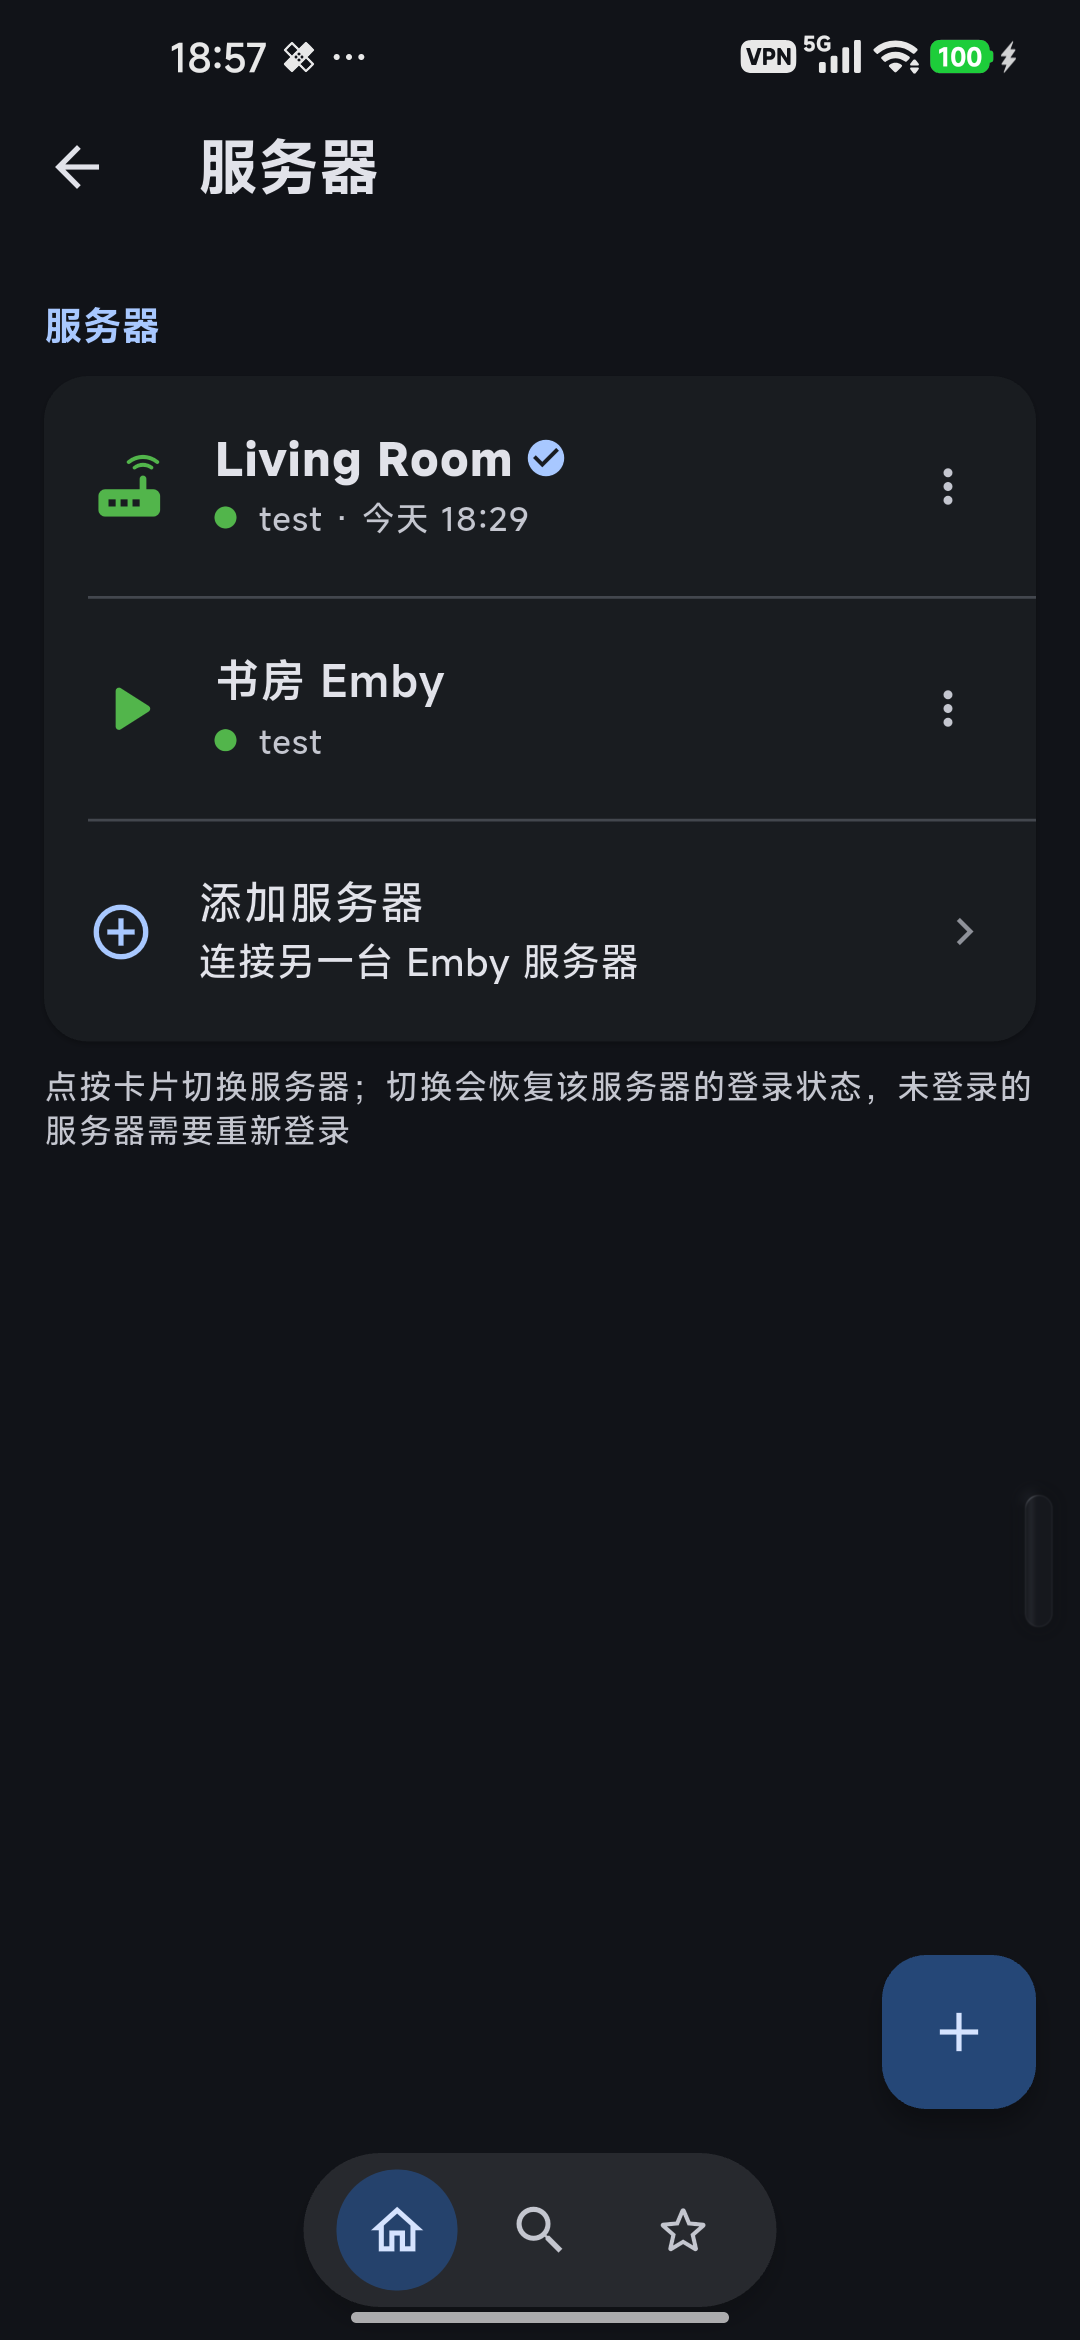 18:57 ...
VPN 5G 100
服务器
服务器
Living Room
test · 今天 18:29
书房 Emby
test
添加服务器
连接另一台 Emby 服务器
点按卡片切换服务器；切换会恢复该服务器的登录状态，未登录的
服务器需要重新登录